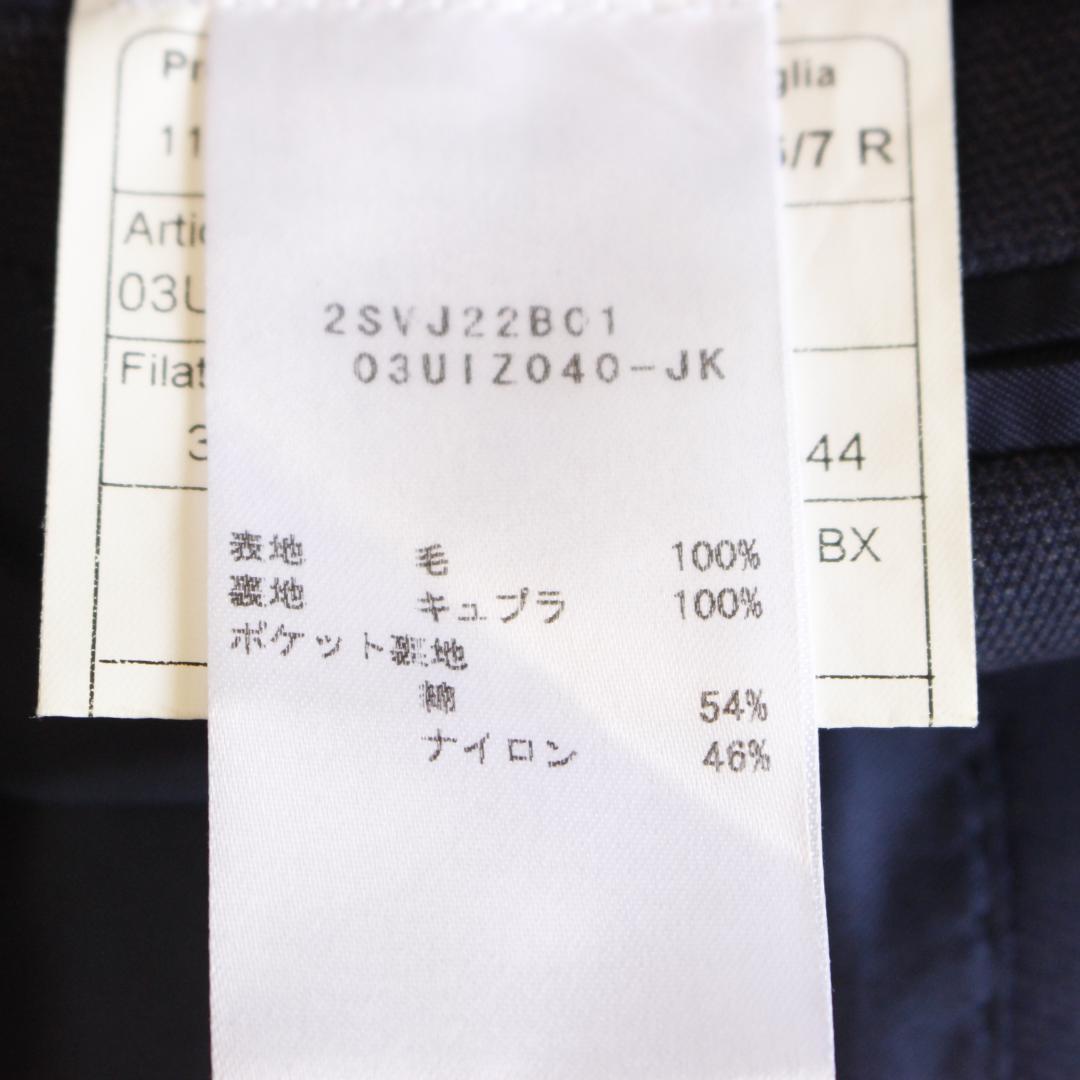 2SVJ22B01
03UIZ040-JK
表地 毛 100%
裏地 キュプラ 100%
ポケット裏地
綿 54%
ナイロン 46%
Pr
glia
11
/7 R
Artic
03U
Filat
3
44
BX